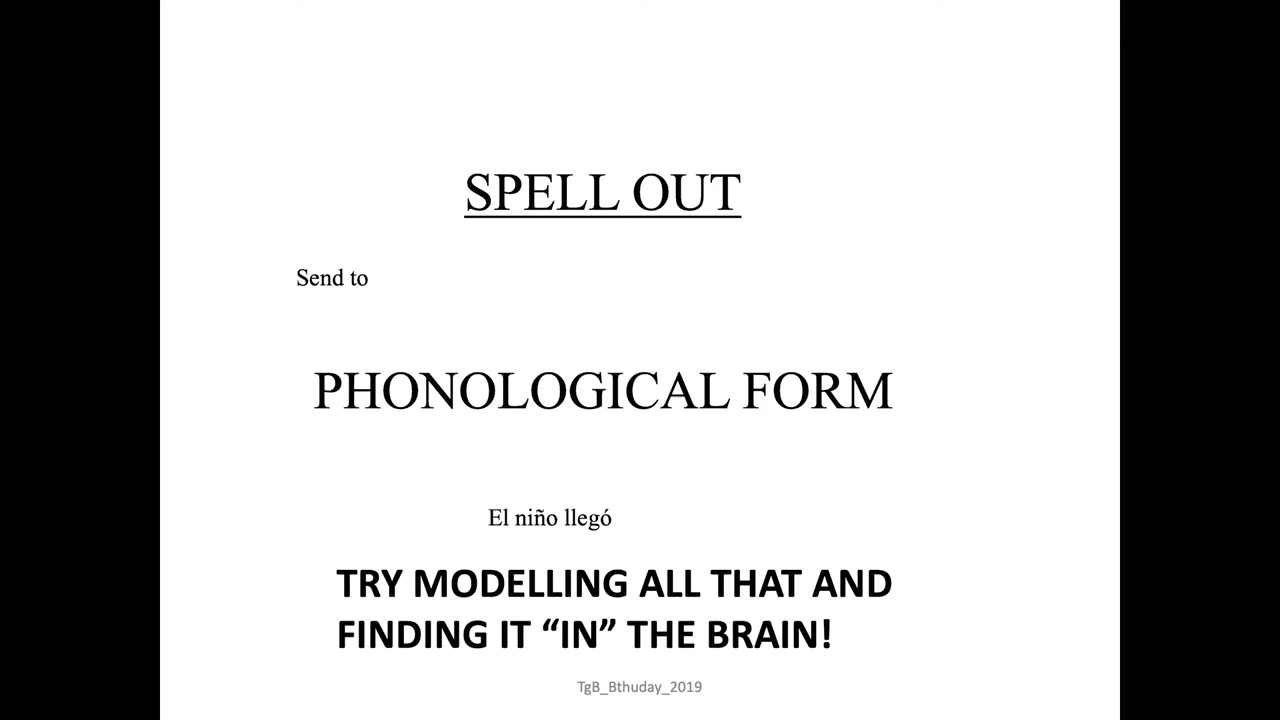 SPELL OUT
Send to
PHONOLOGICAL FORM
El niño llegó
TRY MODELLING ALL THAT AND
FINDING IT “IN” THE BRAIN!
TgB_Bthuday_2019